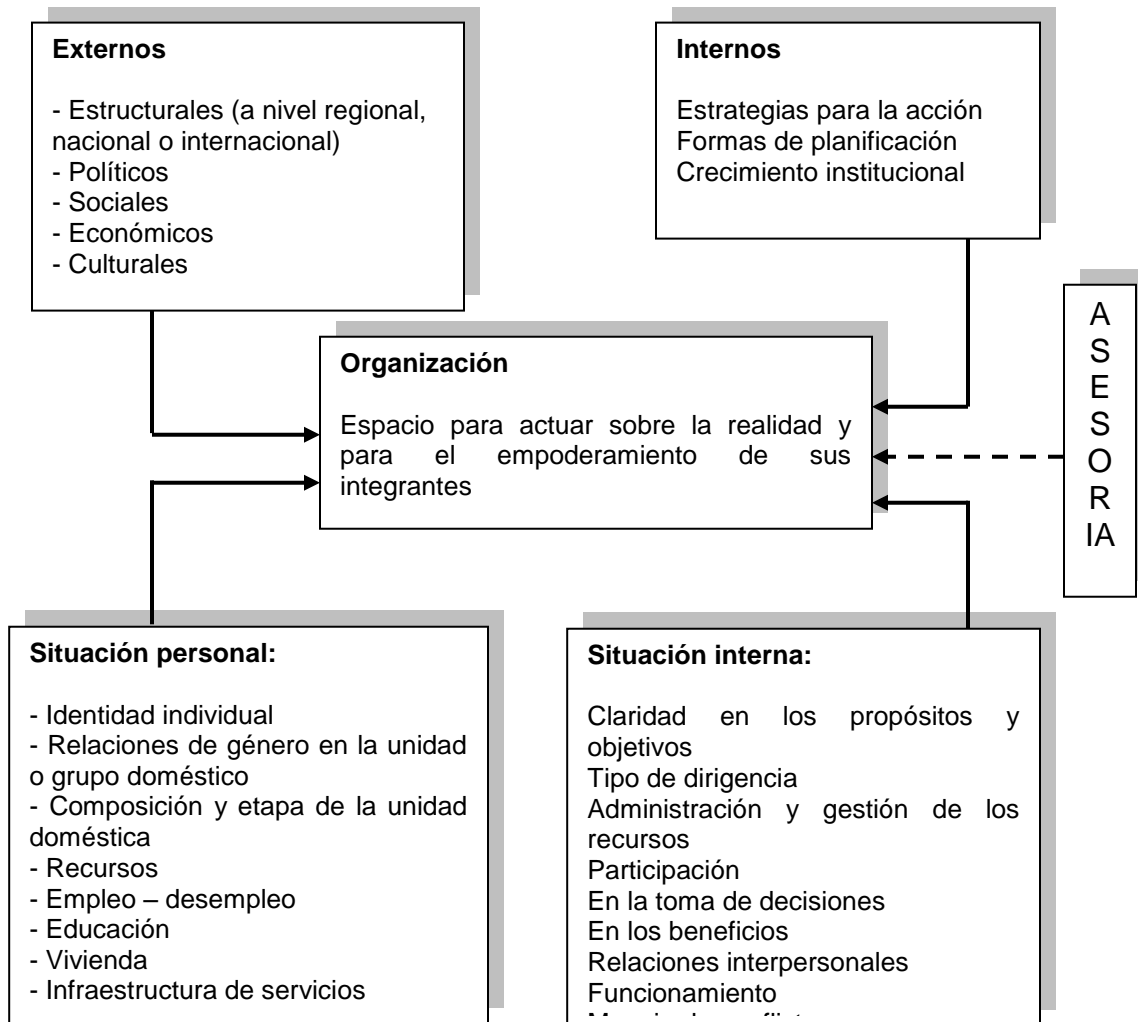 Externos
- Estructurales (a nivel regional,
nacional o internacional)
- Políticos
- Sociales
- Económicos
- Culturales
Internos
Estrategias para la acción
Formas de planificación
Crecimiento institucional
A
S
E
S
O
R
IA
Organización
Espacio para actuar sobre la realidad y
para el empoderamiento de sus
integrantes
Situación personal:
- Identidad individual
- Relaciones de género en la unidad
o grupo doméstico
- Composición y etapa de la unidad
doméstica
- Recursos
- Empleo – desempleo
- Educación
- Vivienda
- Infraestructura de servicios
Situación interna:
Claridad en los propósitos y
objetivos
Tipo de dirigencia
Administración y gestión de los
recursos
Participación
En la toma de decisiones
En los beneficios
Relaciones interpersonales
Funcionamiento